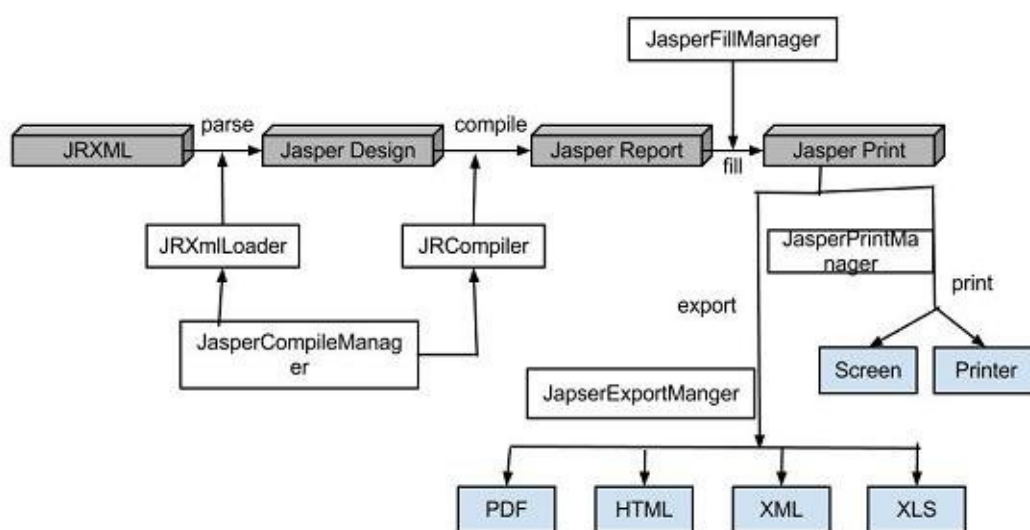 JasperFillManager
parse
compile
JRXML
Jasper Design
Jasper Report
Jasper Print
fill
JRXmlLoader
JRCompiler
JasperPrintMa
nager
export
print
JasperCompileManag
er
Screen
Printer
JapserExportManger
PDF
HTML
XML
XLS